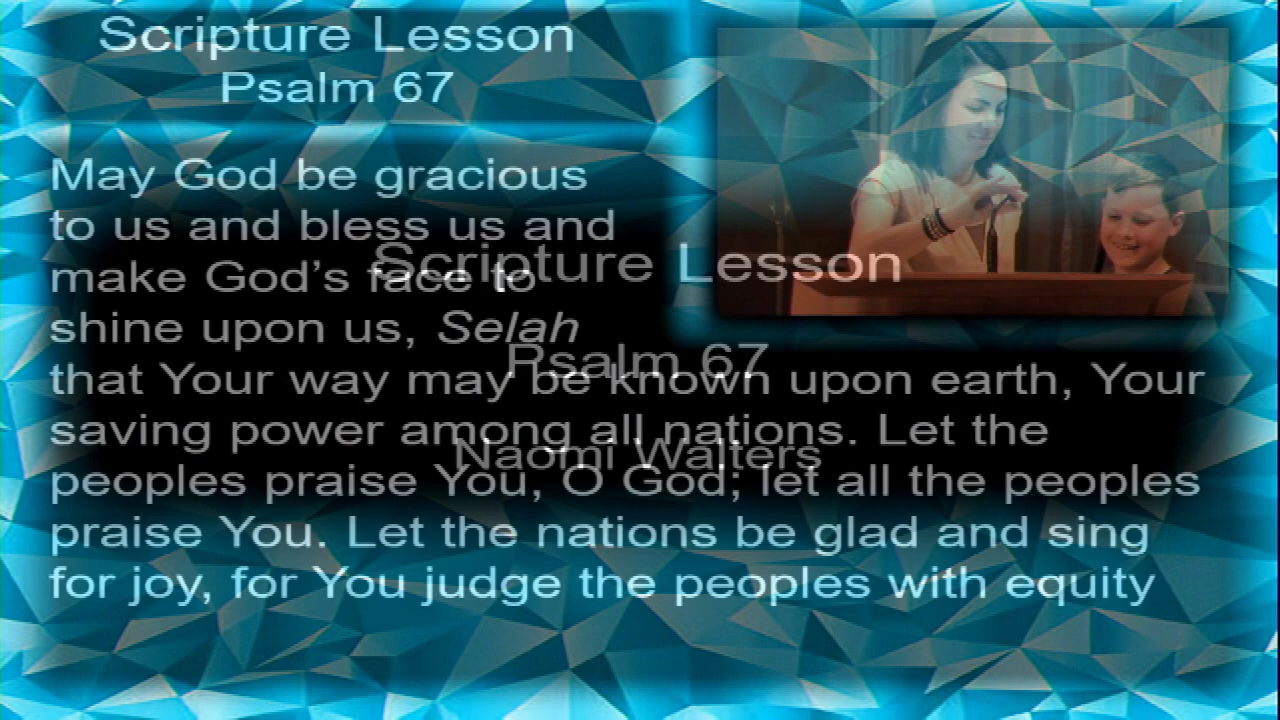 Scripture Lesson
Psalm 67
May God be gracious
to us and bless us and
make God's face to
shine upon us, Selah
that Your way may be known upon earth, Your
saving power among all nations. Let the
peoples praise You, O God; let all the peoples
praise You. Let the nations be glad and sing
for joy, for You judge the peoples with equity
Scripture Lesson
Psalm 67
Naomi Walters